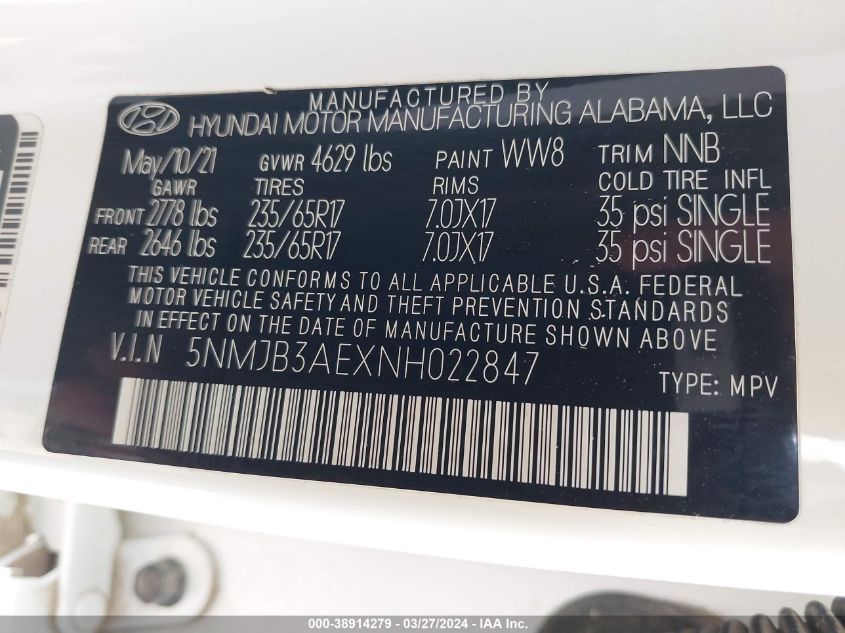 MANUFACTURED BY
HYUNDAI MOTOR MANUFACTURING ALABAMA, LLC
May/10/21 GVWR 4629 lbs PAINT WW8 TRIM NNB
GAWR TIRES RIMS COLD TIRE INFL
FRONT 2778 lbs 235/65R17 7.0JX17 35 psi SINGLE
REAR 2646 lbs 235/65R17 7.0JX17 35 psi SINGLE
THIS VEHICLE CONFORMS TO ALL APPLICABLE U.S.A. FEDERAL
MOTOR VEHICLE SAFETY AND THEFT PREVENTION STANDARDS
IN EFFECT ON THE DATE OF MANUFACTURE SHOWN ABOVE
V.I.N 5NMJB3AEXNH022847
TYPE: MPV
000-38914279 - 03/27/2024 - IAA Inc.